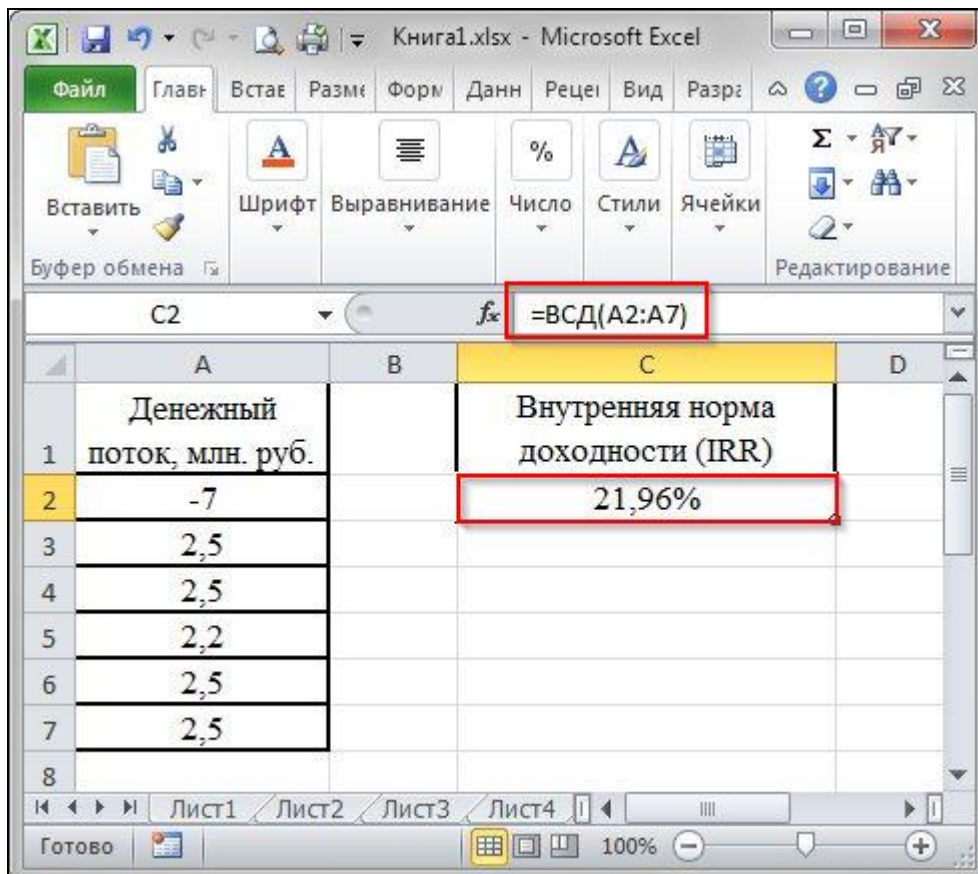 Книга1.xlsx - Microsoft Excel
Файл Главн Встав Разме Форм Данн Рецен Вид Разра
Вставить Шрифт Выравнивание Число Стили Ячейки
Буфер обмена Редактирование
C2 fx =ВСД(A2:A7)
A B C D
1 Денежный поток, млн. руб. Внутренняя норма доходности (IRR)
2 -7 21,96%
3 2,5
4 2,5
5 2,2
6 2,5
7 2,5
8
Лист1 Лист2 Лист3 Лист4
Готово 100%